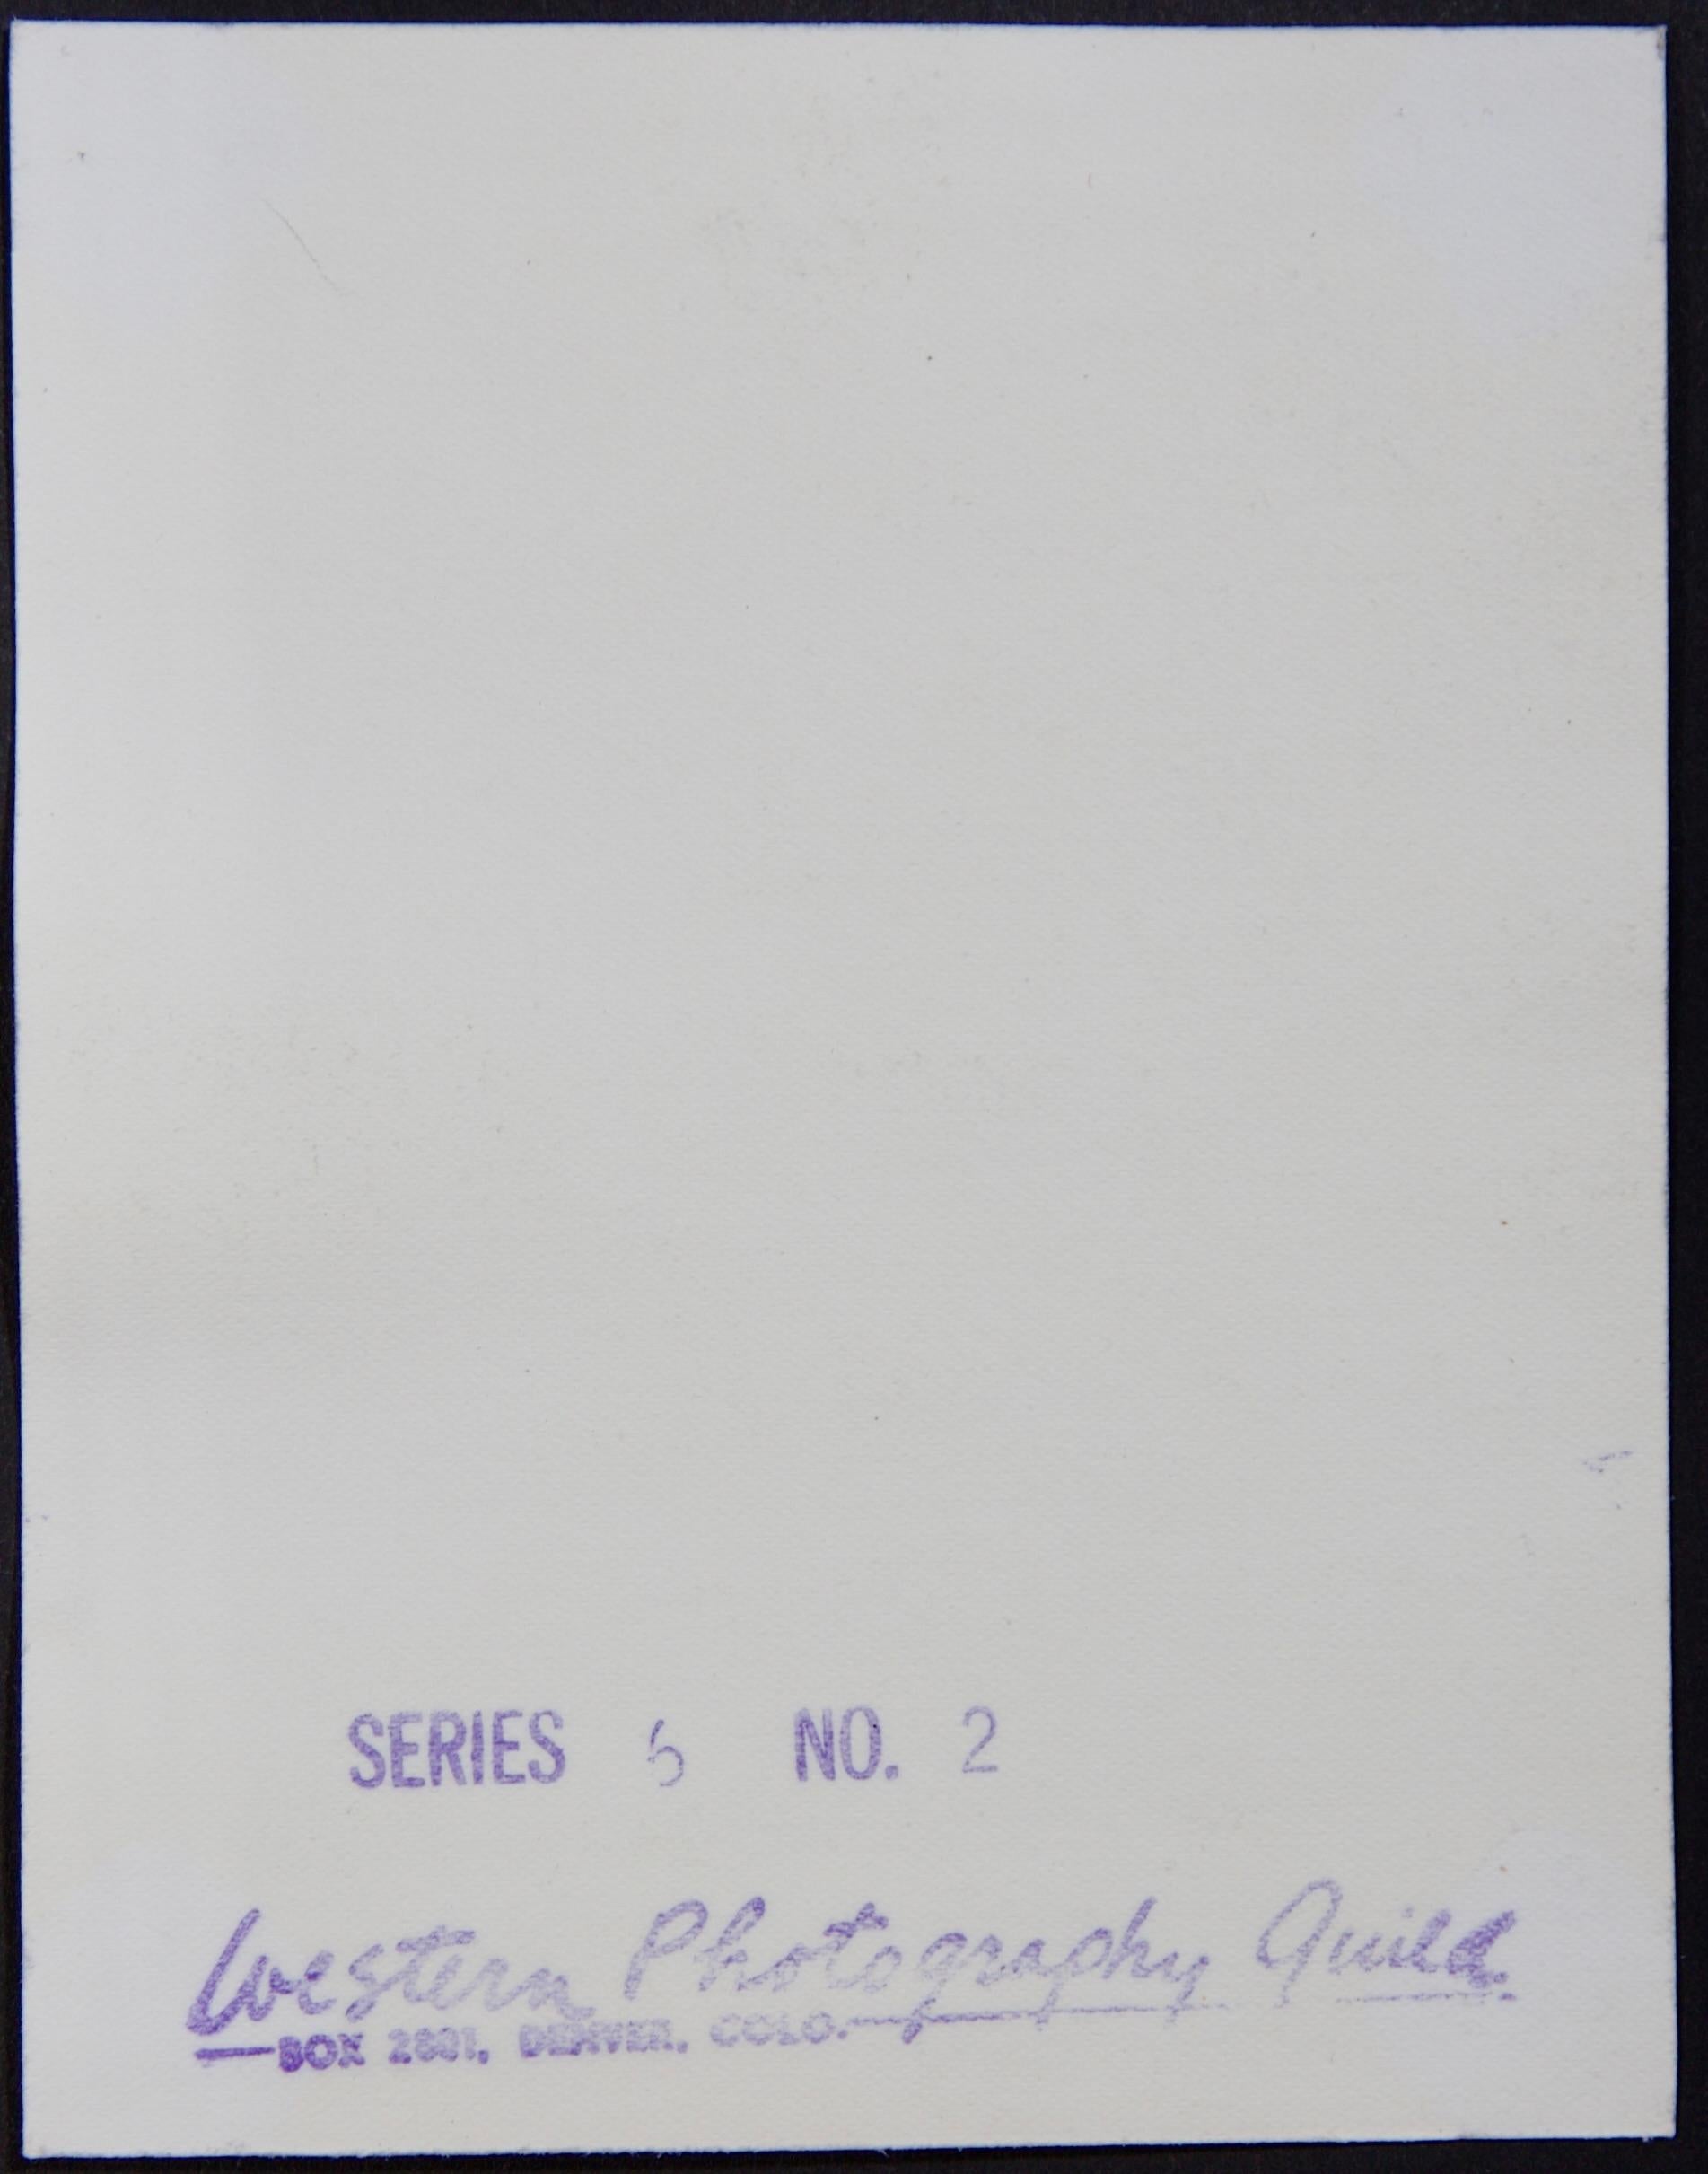 SERIES 6 NO. 2
Western Photography Guild
BOX 2801, DENVER, COLO.